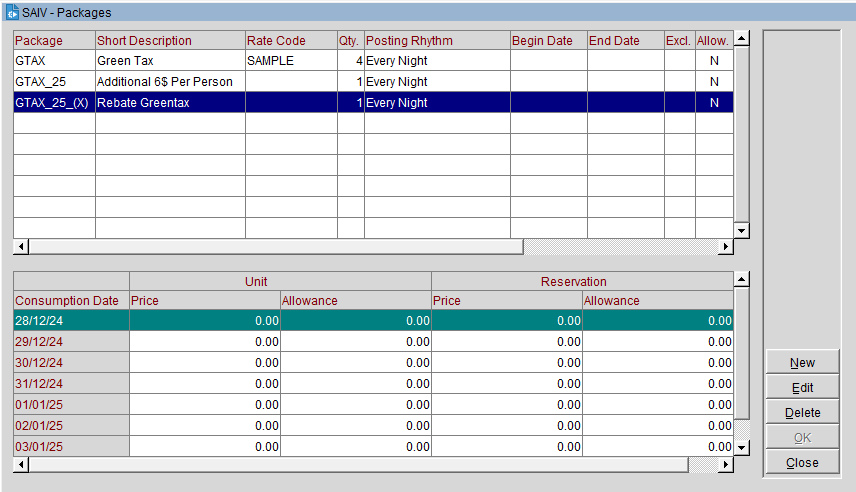 SAIV - Packages
Package Short Description Rate Code Qty. Posting Rhythm Begin Date End Date Excl. Allow.
GTAX Green Tax SAMPLE 4 Every Night N
GTAX_25 Additional 6$ Per Person 1 Every Night N
GTAX_25_(X) Rebate Greentax 1 Every Night N
Unit Reservation
Consumption Date Price Allowance Price Allowance
28/12/24 0.00 0.00 0.00 0.00
29/12/24 0.00 0.00 0.00 0.00
30/12/24 0.00 0.00 0.00 0.00
31/12/24 0.00 0.00 0.00 0.00
01/01/25 0.00 0.00 0.00 0.00
02/01/25 0.00 0.00 0.00 0.00
03/01/25 0.00 0.00 0.00 0.00
New
Edit
Delete
OK
Close